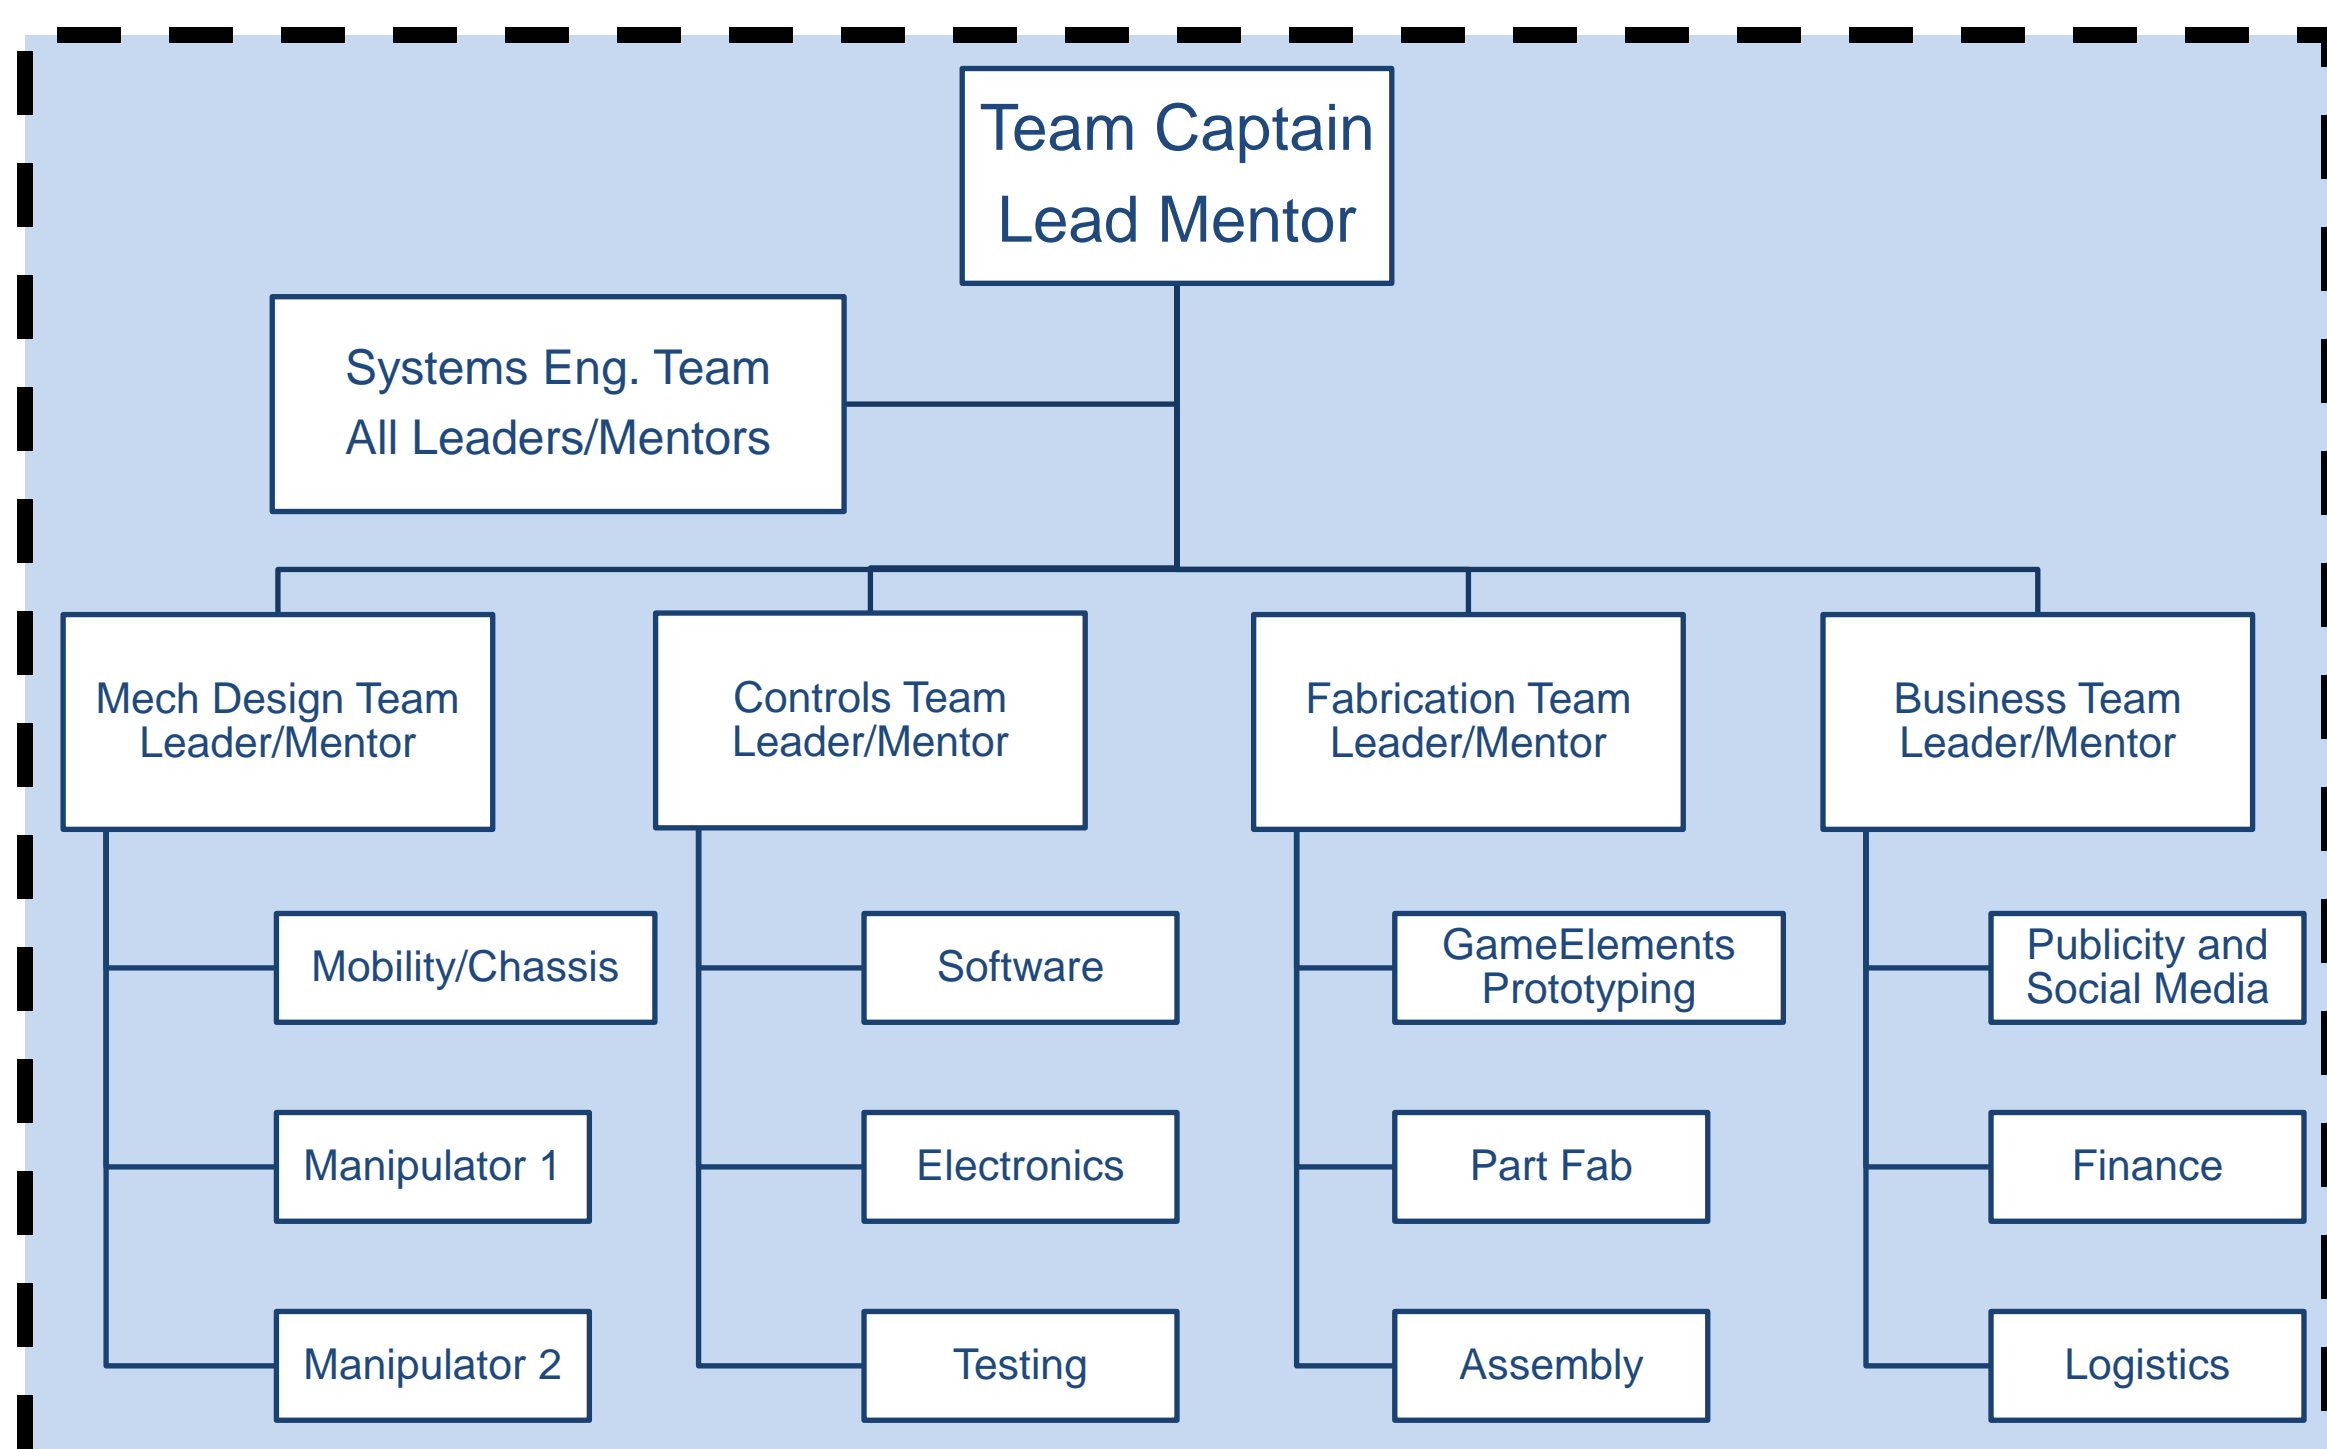 Team Captain
Lead Mentor
Systems Eng. Team
All Leaders/Mentors
Mech Design Team
Leader/Mentor
Controls Team
Leader/Mentor
Fabrication Team
Leader/Mentor
Business Team
Leader/Mentor
Mobility/Chassis
Manipulator 1
Manipulator 2
Software
Electronics
Testing
GameElements
Prototyping
Part Fab
Assembly
Publicity and
Social Media
Finance
Logistics